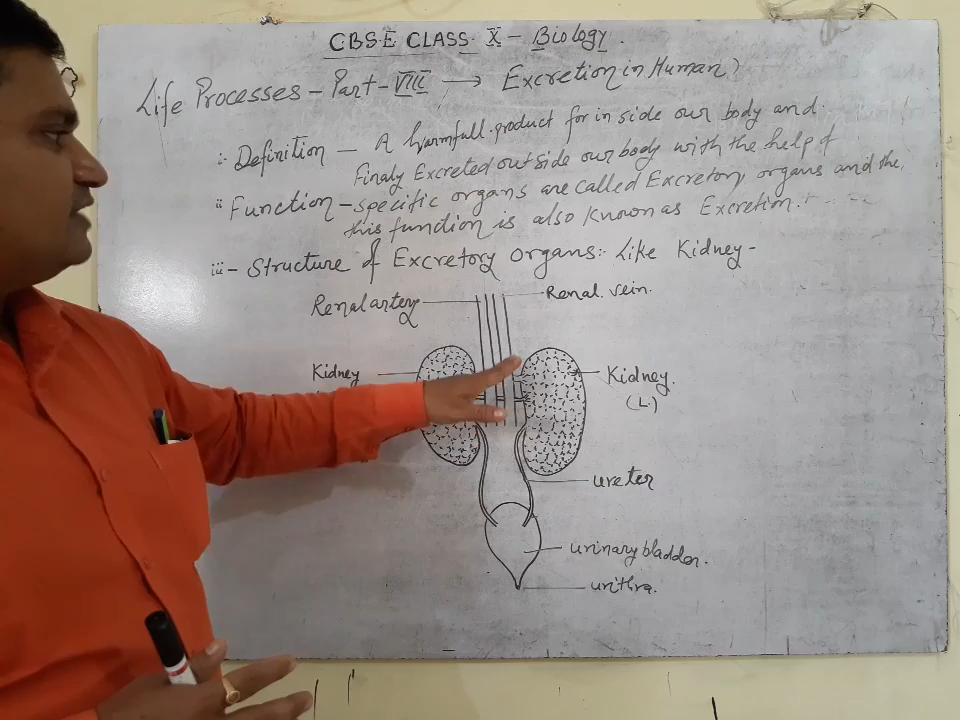 CBSE CLASS X - Biology.
Life Processes - Part - VIII → Excretion in Human?
i. Definition - A harmfull product for in side our body and
finaly Excreted outside our body with the help of
ii Function - specific organs are called Excretory organs and the
this function is also known as Excretion.
iii - Structure of Excretory organs:- Like Kidney -
Renal artery
Renal vein.
Kidney
Kidney.
(L)
ureter
urinary bladder.
urithra.